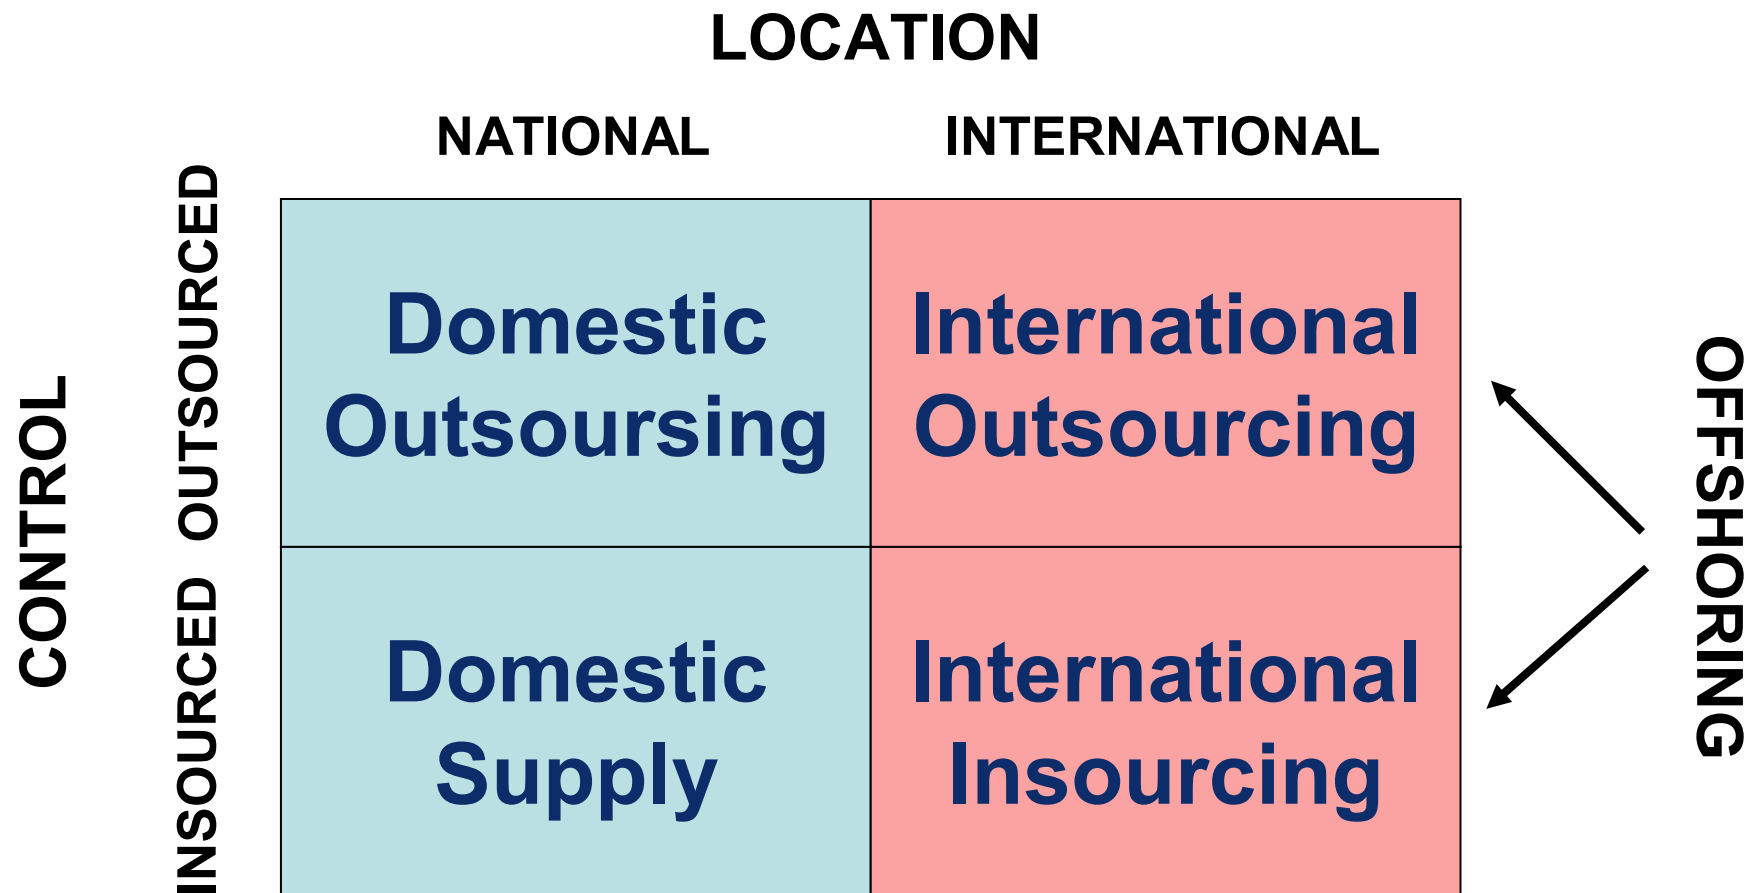 LOCATION
NATIONAL
INTERNATIONAL
CONTROL
OUTSOURCED
Domestic
Outsoursing
International
Outsourcing
INSOURCED
Domestic
Supply
International
Insourcing
OFFSHORING